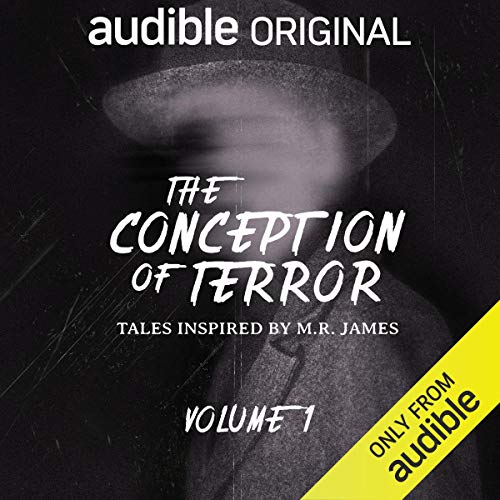 audible ORIGINAL
THE
CONCEPTION
OF TERROR
TALES INSPIRED BY M.R. JAMES
VOLUME 1
ONLY FROM
audible